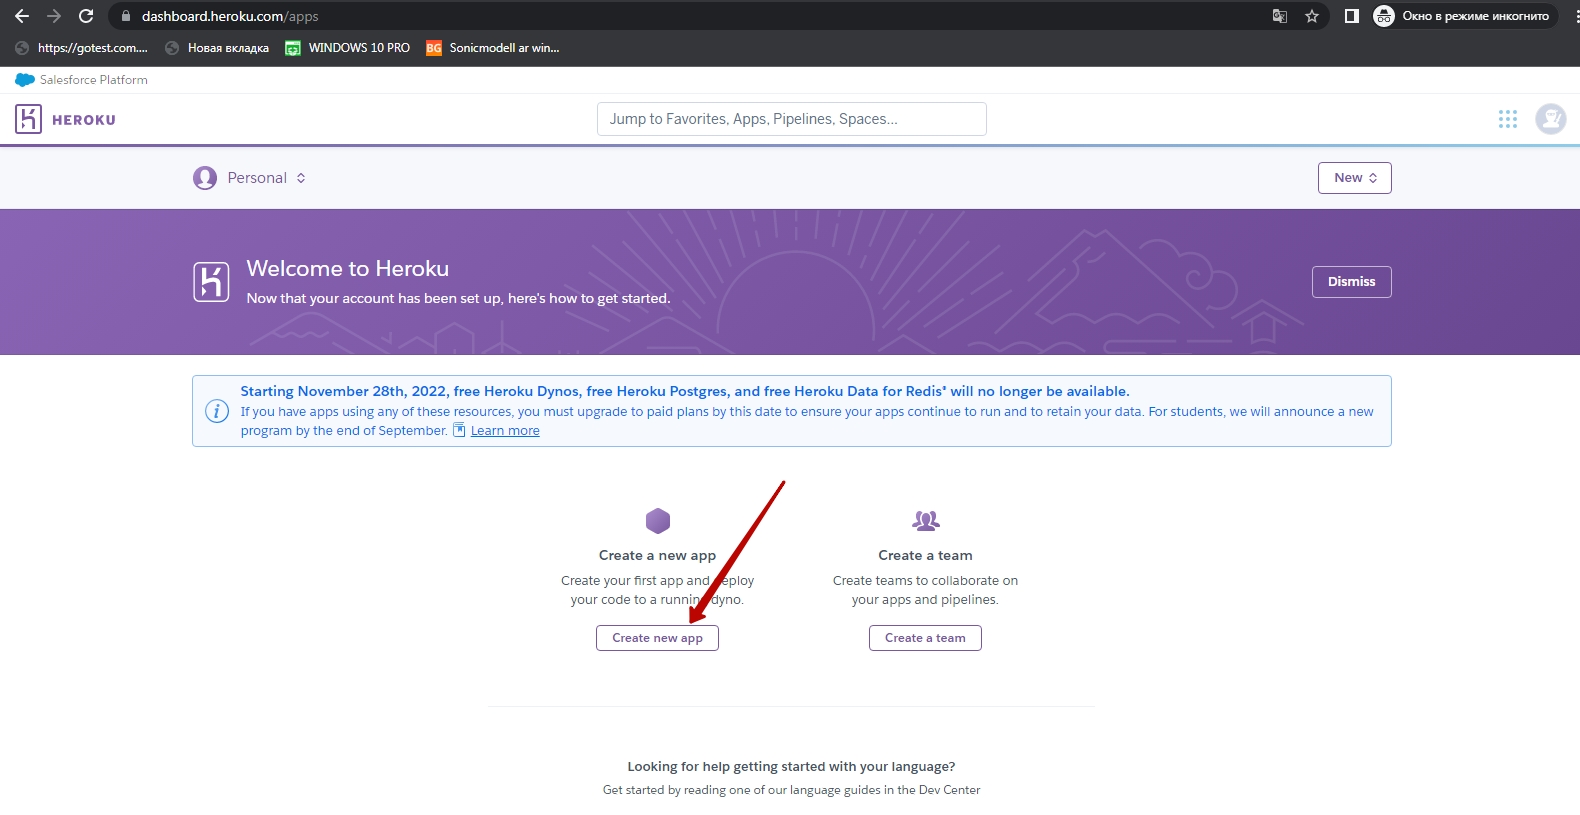 dashboard.heroku.com/apps
Окно в режиме инкогнито
https://gotest.com....
Новая вкладка
WINDOWS 10 PRO
BG
Sonicmodell ar win...
Salesforce Platform
HEROKU
Jump to Favorites, Apps, Pipelines, Spaces...
Personal
New
Welcome to Heroku
Now that your account has been set up, here's how to get started.
Dismiss
Starting November 28th, 2022, free Heroku Dynos, free Heroku Postgres, and free Heroku Data for Redis® will no longer be available.
If you have apps using any of these resources, you must upgrade to paid plans by this date to ensure your apps continue to run and to retain your data. For students, we will announce a new
program by the end of September. Learn more
Create a new app
Create your first app and deploy
your code to a running dyno.
Create new app
Create a team
Create teams to collaborate on
your apps and pipelines.
Create a team
Looking for help getting started with your language?
Get started by reading one of our language guides in the Dev Center